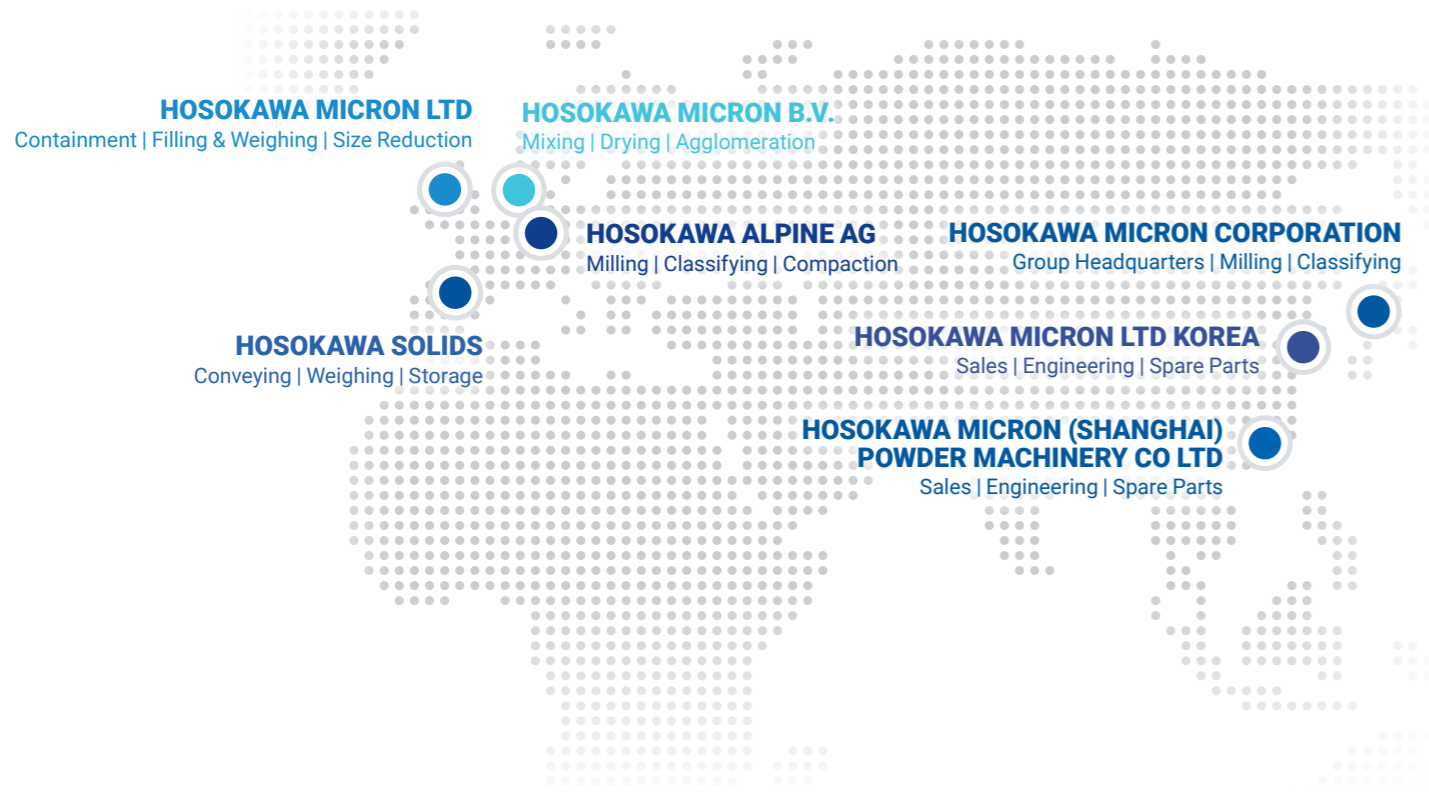 HOSOKAWA MICRON LTD
Containment | Filling & Weighing | Size Reduction
HOSOKAWA MICRON B.V.
Mixing | Drying | Agglomeration
HOSOKAWA ALPINE AG
Milling | Classifying | Compaction
HOSOKAWA MICRON CORPORATION
Group Headquarters | Milling | Classifying
HOSOKAWA SOLIDS
Conveying | Weighing | Storage
HOSOKAWA MICRON LTD KOREA
Sales | Engineering | Spare Parts
HOSOKAWA MICRON (SHANGHAI)
POWDER MACHINERY CO LTD
Sales | Engineering | Spare Parts